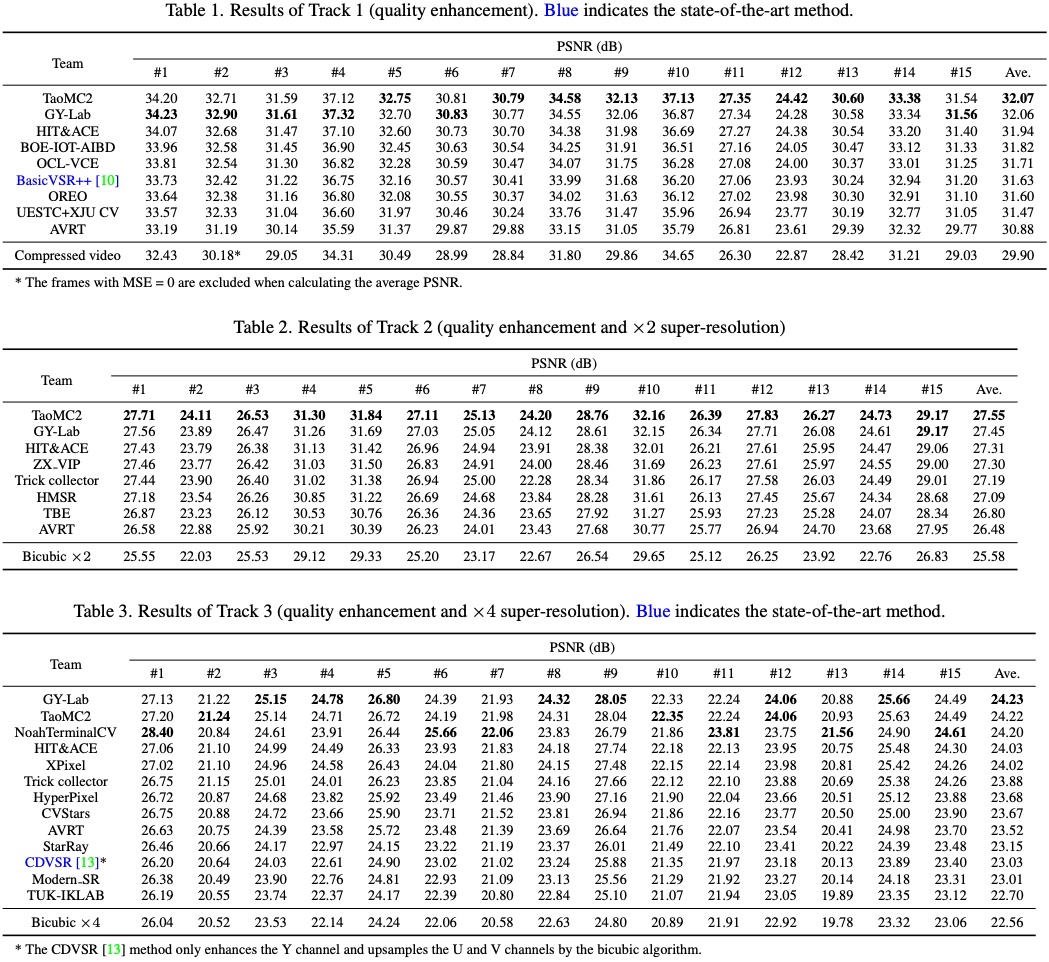 Table 1. Results of Track 1 (quality enhancement). Blue indicates the state-of-the-art method.
Team PSNR (dB)
#1 #2 #3 #4 #5 #6 #7 #8 #9 #10 #11 #12 #13 #14 #15 Ave.
TaoMC2 34.20 32.71 31.59 37.12 32.75 30.81 30.79 34.58 32.13 37.13 27.35 24.42 30.60 33.38 31.54 32.07
GY-Lab 34.23 32.90 31.61 37.32 32.70 30.83 30.77 34.55 32.06 36.87 27.34 24.28 30.58 33.34 31.56 32.06
HIT&ACE 34.07 32.68 31.47 37.10 32.60 30.73 30.70 34.38 31.98 36.69 27.27 24.38 30.54 33.20 31.40 31.94
BOE-IOT-AIBD 33.96 32.58 31.45 36.90 32.45 30.63 30.54 34.25 31.91 36.51 27.16 24.05 30.47 33.12 31.33 31.82
OCL-VCE 33.81 32.54 31.30 36.82 32.28 30.59 30.47 34.07 31.75 36.28 27.08 24.00 30.37 33.01 31.25 31.71
BasicVSR++ [10] 33.73 32.42 31.22 36.75 32.16 30.57 30.41 33.99 31.68 36.20 27.06 23.93 30.24 32.94 31.20 31.63
OREO 33.64 32.38 31.16 36.80 32.08 30.55 30.37 34.02 31.63 36.12 27.02 23.98 30.30 32.91 31.10 31.60
UESTC+XJU CV 33.57 32.33 31.04 36.60 31.97 30.46 30.24 33.76 31.47 35.96 26.94 23.77 30.19 32.77 31.05 31.47
AVRT 33.19 31.19 30.14 35.59 31.37 29.87 29.88 33.15 31.05 35.79 26.81 23.61 29.39 32.32 29.77 30.88
Compressed video 32.43 30.18* 29.05 34.31 30.49 28.99 28.84 31.80 29.86 34.65 26.30 22.87 28.42 31.21 29.03 29.90
* The frames with MSE = 0 are excluded when calculating the average PSNR.
Table 2. Results of Track 2 (quality enhancement and ×2 super-resolution)
Team PSNR (dB)
#1 #2 #3 #4 #5 #6 #7 #8 #9 #10 #11 #12 #13 #14 #15 Ave.
TaoMC2 27.71 24.11 26.53 31.30 31.84 27.11 25.13 24.20 28.76 32.16 26.39 27.83 26.27 24.73 29.17 27.55
GY-Lab 27.56 23.89 26.47 31.26 31.69 27.03 25.05 24.12 28.61 32.15 26.34 27.71 26.08 24.61 29.17 27.45
HIT&ACE 27.43 23.79 26.38 31.13 31.42 26.96 24.94 23.91 28.38 32.01 26.21 27.61 25.95 24.47 29.06 27.31
ZX_VIP 27.46 23.77 26.42 31.03 31.50 26.83 24.91 24.00 28.46 31.69 26.23 27.61 25.97 24.55 29.00 27.30
Trick collector 27.44 23.90 26.40 31.02 31.38 26.94 25.00 22.28 28.34 31.86 26.17 27.58 26.03 24.49 29.01 27.19
HMSR 27.18 23.54 26.26 30.85 31.22 26.69 24.68 23.84 28.28 31.61 26.13 27.45 25.67 24.34 28.68 27.09
TBE 26.87 23.23 26.12 30.53 30.76 26.36 24.36 23.65 27.92 31.27 25.93 27.23 25.28 24.07 28.34 26.80
AVRT 26.58 22.88 25.92 30.21 30.39 26.23 24.01 23.43 27.68 30.77 25.77 26.94 24.70 23.68 27.95 26.48
Bicubic ×2 25.55 22.03 25.53 29.12 29.33 25.20 23.17 22.67 26.54 29.65 25.12 26.25 23.92 22.76 26.83 25.58
Table 3. Results of Track 3 (quality enhancement and ×4 super-resolution). Blue indicates the state-of-the-art method.
Team PSNR (dB)
#1 #2 #3 #4 #5 #6 #7 #8 #9 #10 #11 #12 #13 #14 #15 Ave.
GY-Lab 27.13 21.22 25.15 24.78 26.80 24.39 21.93 24.32 28.05 22.33 22.24 24.06 20.88 25.66 24.49 24.23
TaoMC2 27.20 21.24 25.14 24.71 26.72 24.19 21.98 24.31 28.04 22.35 22.24 24.06 20.93 25.63 24.49 24.22
NoahTerminalCV 28.40 20.84 24.61 23.91 26.44 25.66 22.06 23.83 26.79 21.86 23.81 23.75 21.56 24.90 24.61 24.20
HIT&ACE 27.06 21.10 24.99 24.49 26.33 23.93 21.83 24.18 27.74 22.18 22.13 23.95 20.75 25.48 24.30 24.03
XPixel 27.02 21.10 24.96 24.58 26.43 24.04 21.80 24.15 27.48 22.15 22.14 23.98 20.81 25.42 24.26 24.02
Trick collector 26.75 21.15 25.01 24.01 26.23 23.85 21.04 24.16 27.66 22.12 22.10 23.88 20.69 25.38 24.26 23.88
HyperPixel 26.72 20.87 24.68 23.82 25.92 23.49 21.46 23.90 27.16 21.90 22.04 23.66 20.51 25.12 23.88 23.68
CVStars 26.75 20.88 24.72 23.66 25.90 23.71 21.52 23.81 26.94 21.86 22.16 23.77 20.50 25.00 23.90 23.67
AVRT 26.63 20.75 24.39 23.58 25.72 23.48 21.39 23.69 26.64 21.76 22.07 23.54 20.41 24.98 23.70 23.52
StarRay 26.46 20.66 24.17 22.97 24.15 23.22 21.19 23.37 26.01 21.49 22.10 23.41 20.22 24.39 23.48 23.15
CDVSR [13]* 26.20 20.64 24.03 22.61 24.90 23.02 21.02 23.24 25.88 21.35 21.97 23.18 20.13 23.89 23.40 23.03
Modern_SR 26.38 20.49 23.90 22.76 24.81 22.93 21.09 23.13 25.56 21.29 21.92 23.27 20.14 24.18 23.31 23.01
TUK-IKLAB 26.19 20.55 23.74 22.37 24.17 22.39 20.80 22.84 25.10 21.07 21.94 23.05 19.89 23.35 23.12 22.70
Bicubic ×4 26.04 20.52 23.53 22.14 24.24 22.06 20.58 22.63 24.80 20.89 21.91 22.92 19.78 23.32 23.06 22.56
* The CDVSR [13] method only enhances the Y channel and upsamples the U and V channels by the bicubic algorithm.